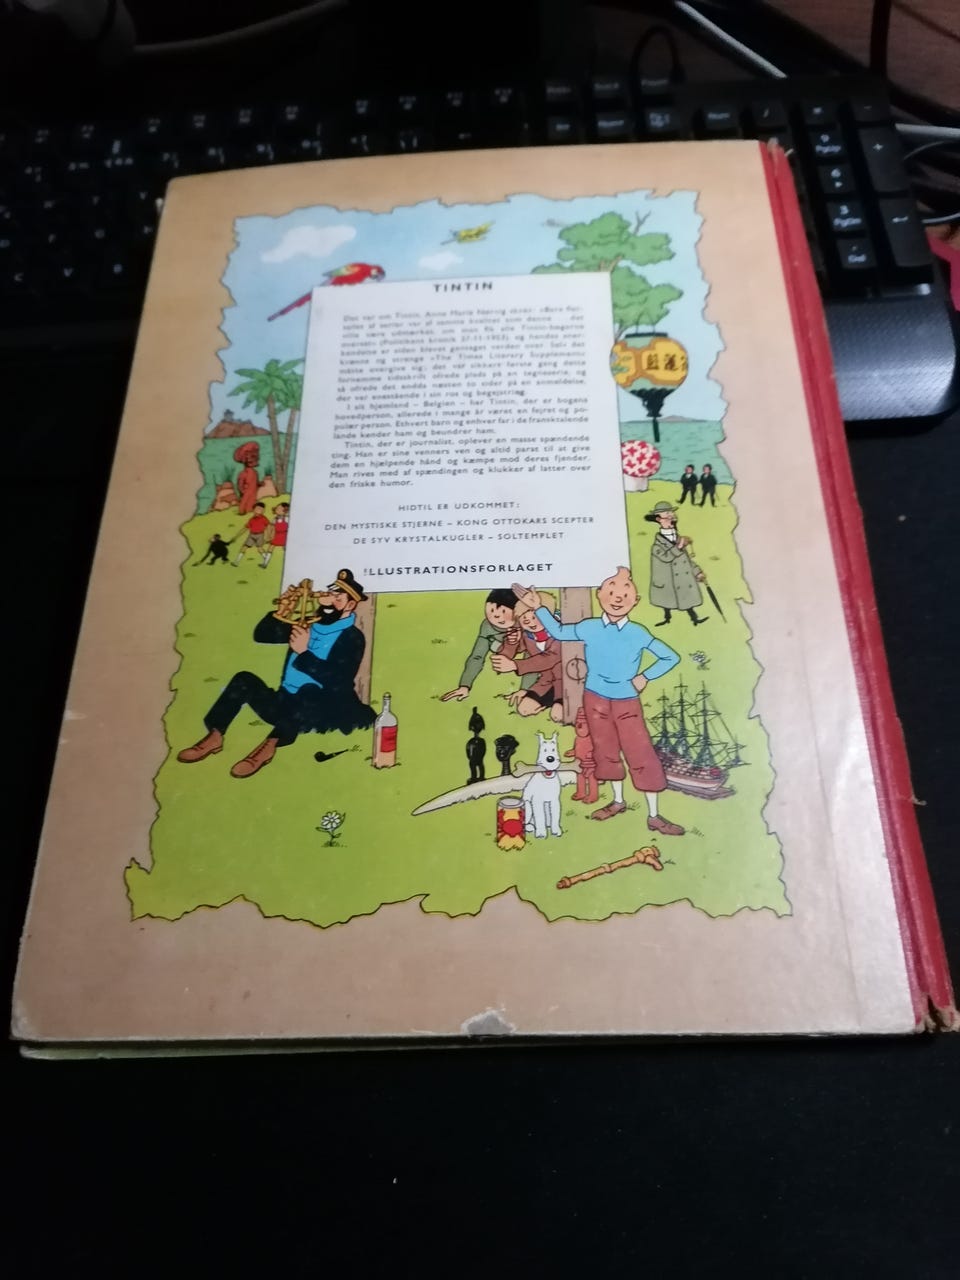 TINTIN
Det var om Tintin, Anne Marie Nørvig skrev: »Bare for-
talet af serier var af samme kvalitet som denne – det
ville være udmærket, om man fik alle Tintin-bøgerne
oversat« (Politikens kronik 27-11-1953), og hendes aner-
kendelse er siden blevet gentaget verden over. Selv det
kræsne og strenge »The Times Literary Supplement«
måtte overgive sig; det var sikkert første gang dette
fornemme tidsskrift ofrede plads på en tegneserie, og
så ofrede det endda næsten to sider på en anmeldelse,
der var enestående i sin ros og begejstring.
I sit hjemland – Belgien – har Tintin, der er bogens
hovedperson, allerede i mange år været en fejret og po-
pulær person. Ethvert barn og enhver far i de fransktalende
lande kender ham og beundrer ham.
Tintin, der er journalist, oplever en masse spændende
ting. Han er sine venners ven og altid parat til at give
dem en hjælpende hånd og kæmpe mod deres fjender.
Man rives med af spændingen og klukker af latter over
den friske humor.
HIDTIL ER UDKOMMET:
DEN MYSTISKE STJERNE – KONG OTTOKARS SCEPTER
DE SYV KRYSTALKUGLER – SOLTEMPLET
ILLUSTRATIONSFORLAGET